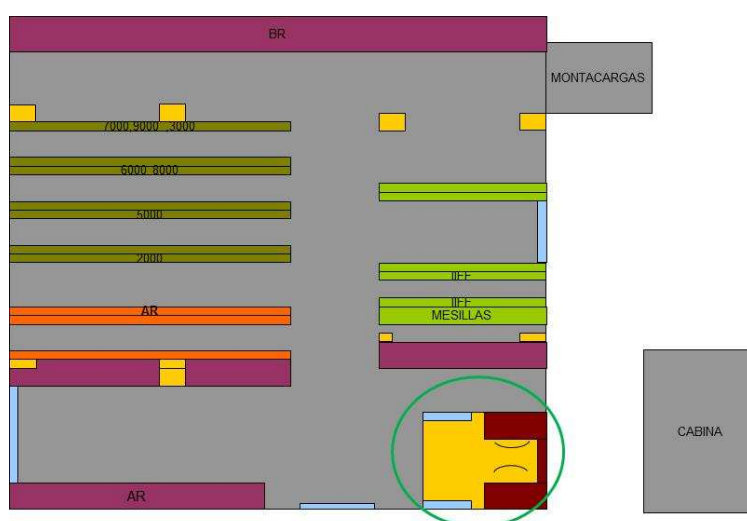 BR
MONTACARGAS
7000,9000 ,3000
6000 8000
5000
2000
IIFF
AR
IIFF
MESILLAS
CABINA
AR